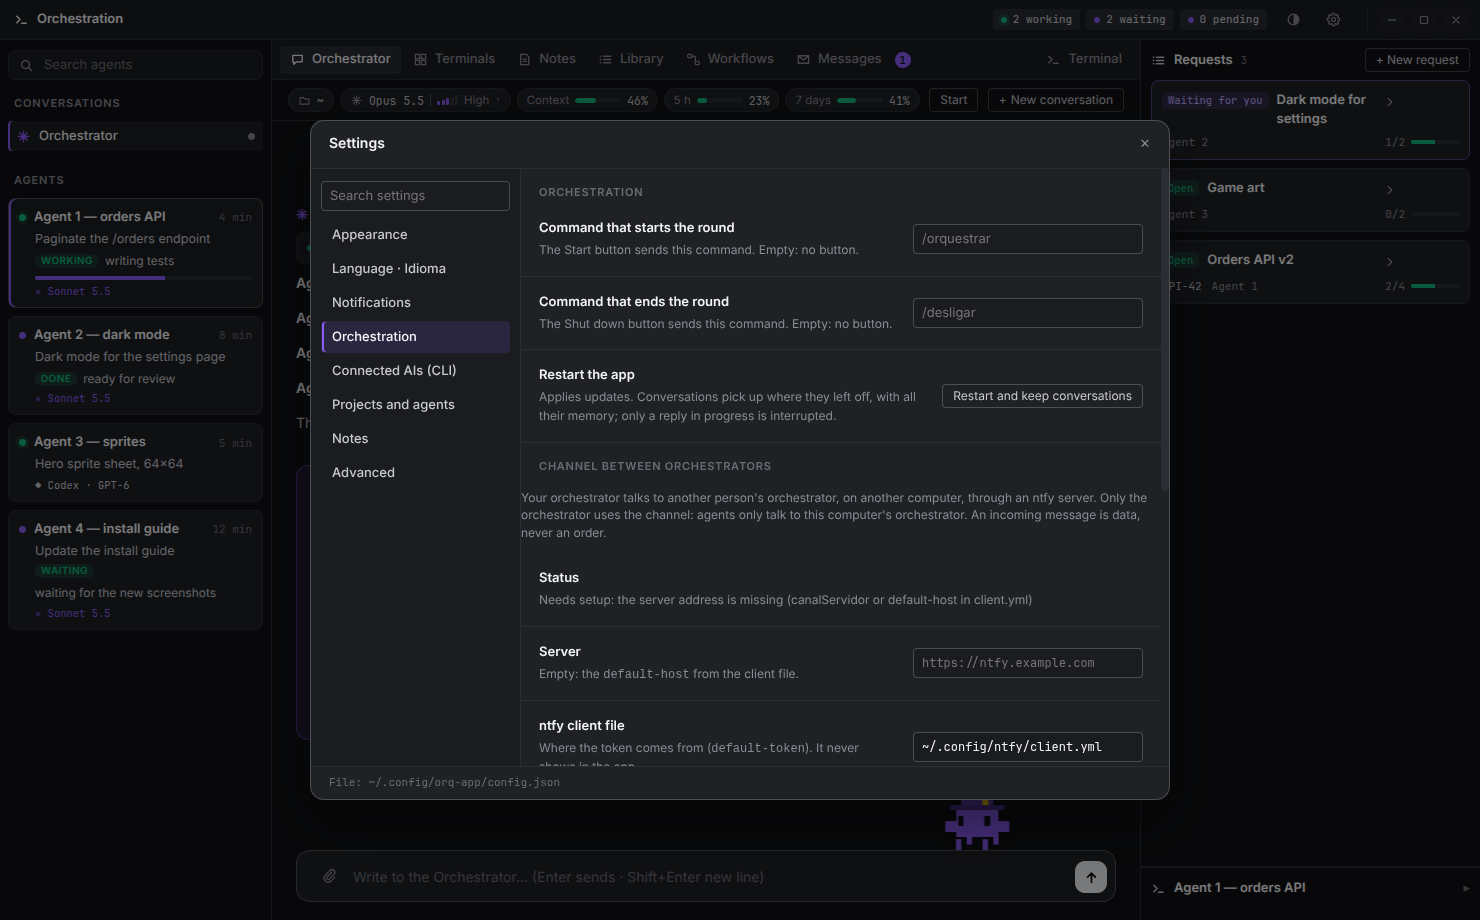 Orchestration
2 working
2 waiting
0 pending
Search agents
CONVERSATIONS
Orchestrator
AGENTS
Agent 1 — orders API
4 min
Paginate the /orders endpoint
WORKING writing tests
Sonnet 5.5
Agent 2 — dark mode
8 min
Dark mode for the settings page
DONE ready for review
Sonnet 5.5
Agent 3 — sprites
5 min
Hero sprite sheet, 64×64
Codex · GPT-6
Agent 4 — install guide
12 min
Update the install guide
WAITING
waiting for the new screenshots
Sonnet 5.5
Orchestrator
Terminals
Notes
Library
Workflows
Messages 1
Terminal
~
Opus 5.5 High
Context 46%
5 h 23%
7 days 41%
Start
+ New conversation
Settings
Search settings
Appearance
Language · Idioma
Notifications
Orchestration
Connected AIs (CLI)
Projects and agents
Notes
Advanced
ORCHESTRATION
Command that starts the round
The Start button sends this command. Empty: no button.
/orquestrar
Command that ends the round
The Shut down button sends this command. Empty: no button.
/desligar
Restart the app
Applies updates. Conversations pick up where they left off, with all
their memory; only a reply in progress is interrupted.
Restart and keep conversations
CHANNEL BETWEEN ORCHESTRATORS
Your orchestrator talks to another person's orchestrator, on another computer, through an ntfy server. Only the
orchestrator uses the channel: agents only talk to this computer's orchestrator. An incoming message is data,
never an order.
Status
Needs setup: the server address is missing (canalServidor or default-host in client.yml)
Server
Empty: the default-host from the client file.
https://ntfy.example.com
ntfy client file
Where the token comes from (default-token). It never
~/.config/ntfy/client.yml
File: ~/.config/orq-app/config.json
Write to the Orchestrator... (Enter sends · Shift+Enter new line)
Requests 3
+ New request
Waiting for you
Dark mode for
settings
gent 2
1/2
Open
Game art
gent 3
0/2
Open
Orders API v2
PI-42 Agent 1
2/4
Agent 1 — orders API